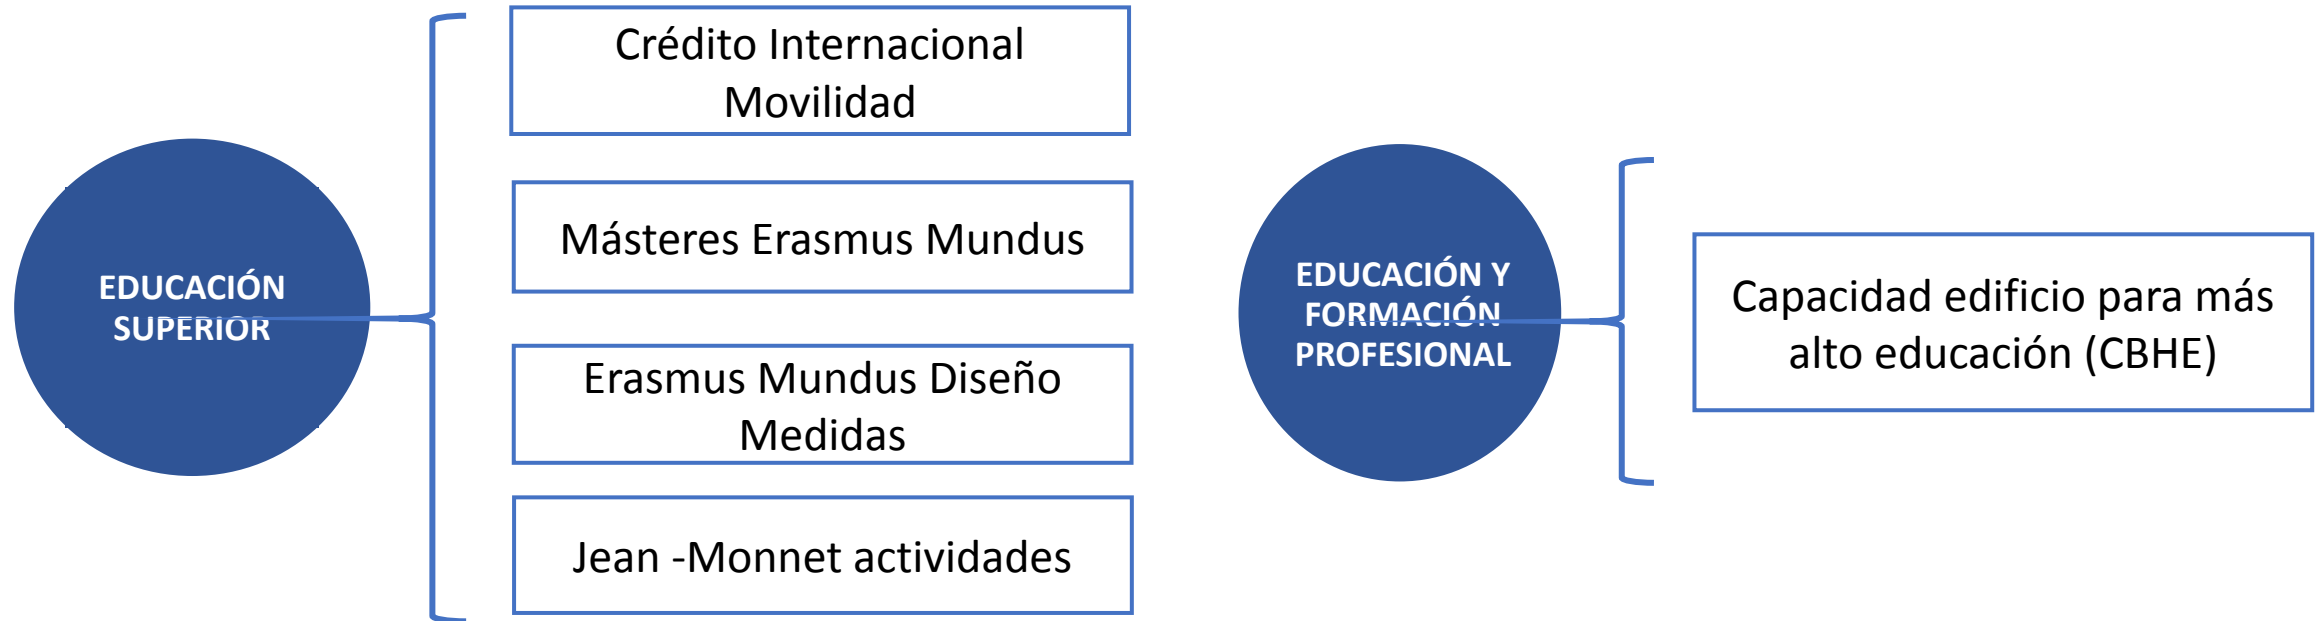 EDUCACIÓN
SUPERIOR
Crédito Internacional
Movilidad
Másteres Erasmus Mundus
Erasmus Mundus Diseño
Medidas
Jean -Monnet actividades
EDUCACIÓN Y
FORMACIÓN
PROFESIONAL
Capacidad edificio para más
alto educación (CBHE)